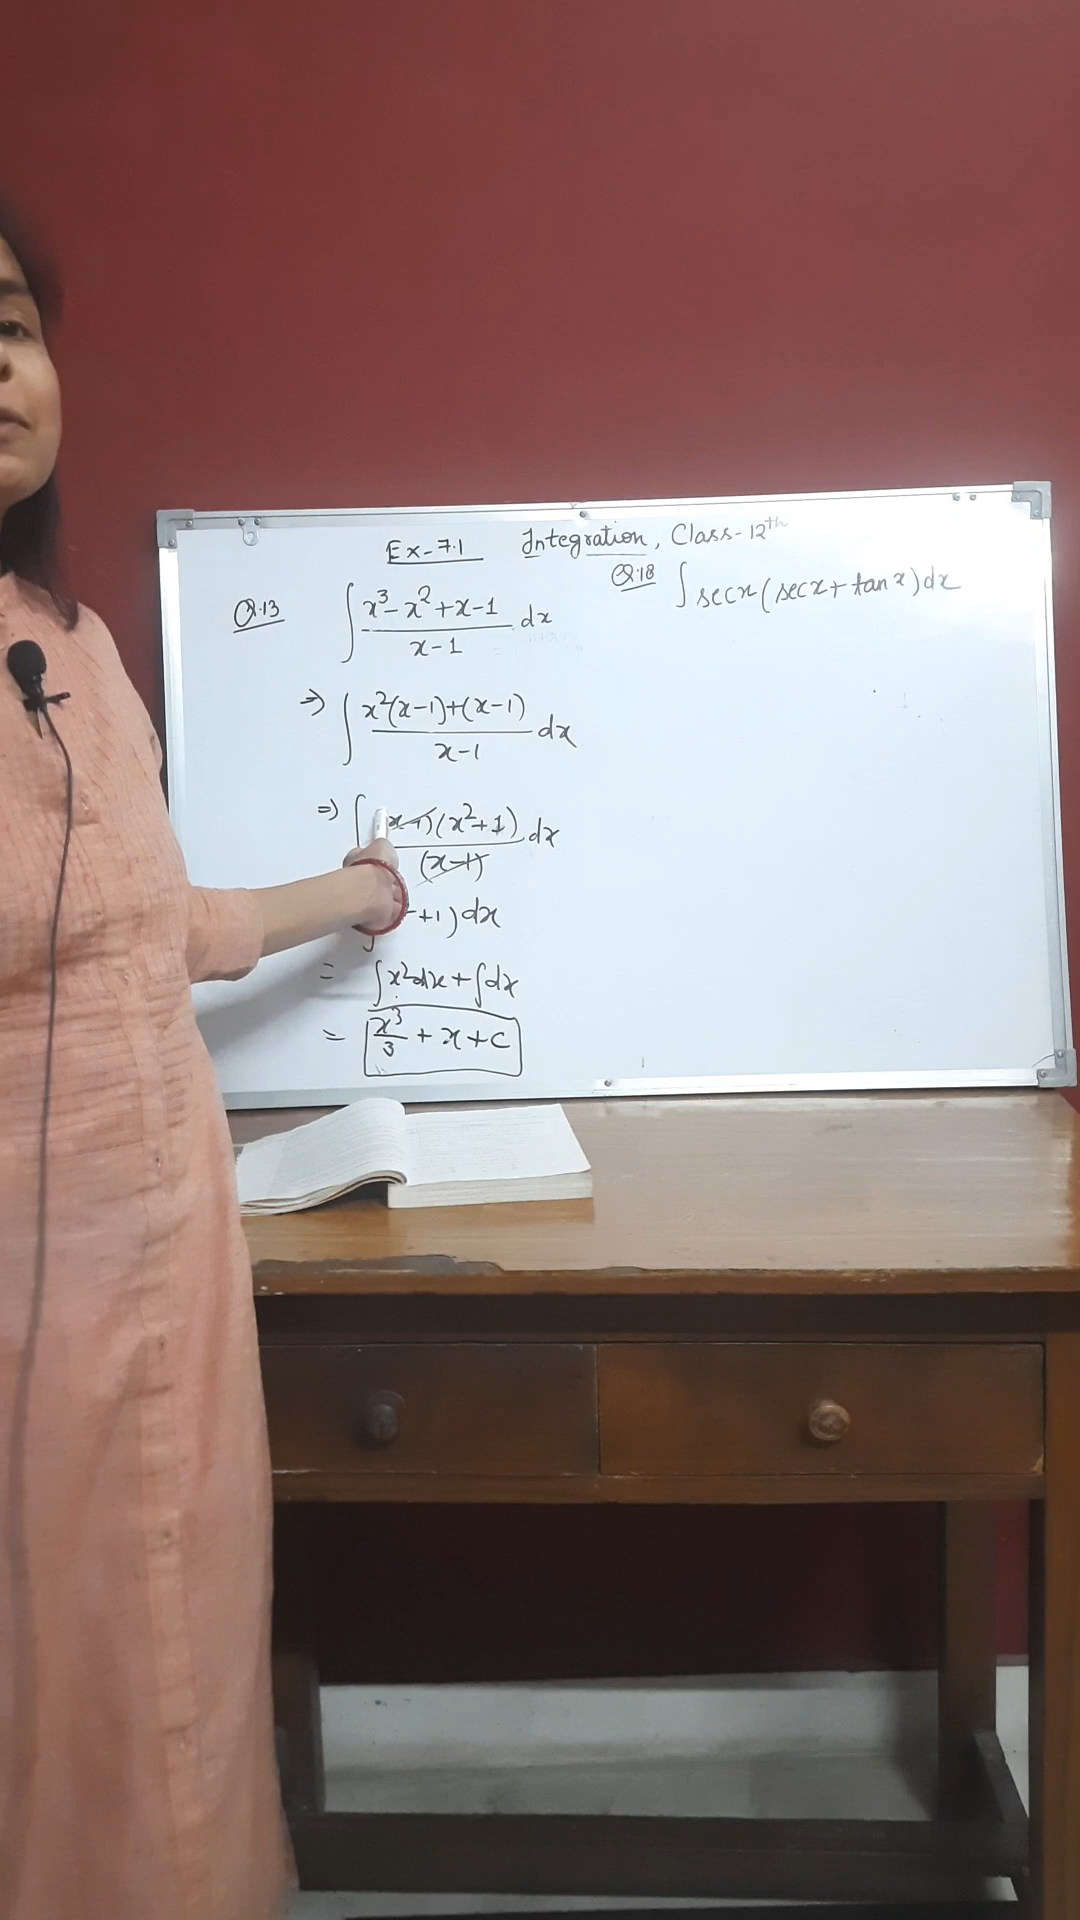 Ex-7.1 Integration, Class-12th
Q.13 ∫ (x³-x²+x-1)/(x-1) dx
⇒ ∫ (x²(x-1)+(x-1))/(x-1) dx
⇒ ∫ (x-1)(x²+1)/(x-1) dx
+1) dx
= ∫x²dx+∫dx
= x³/3 + x + c
Q.18 ∫ secx (secx + tanx) dx